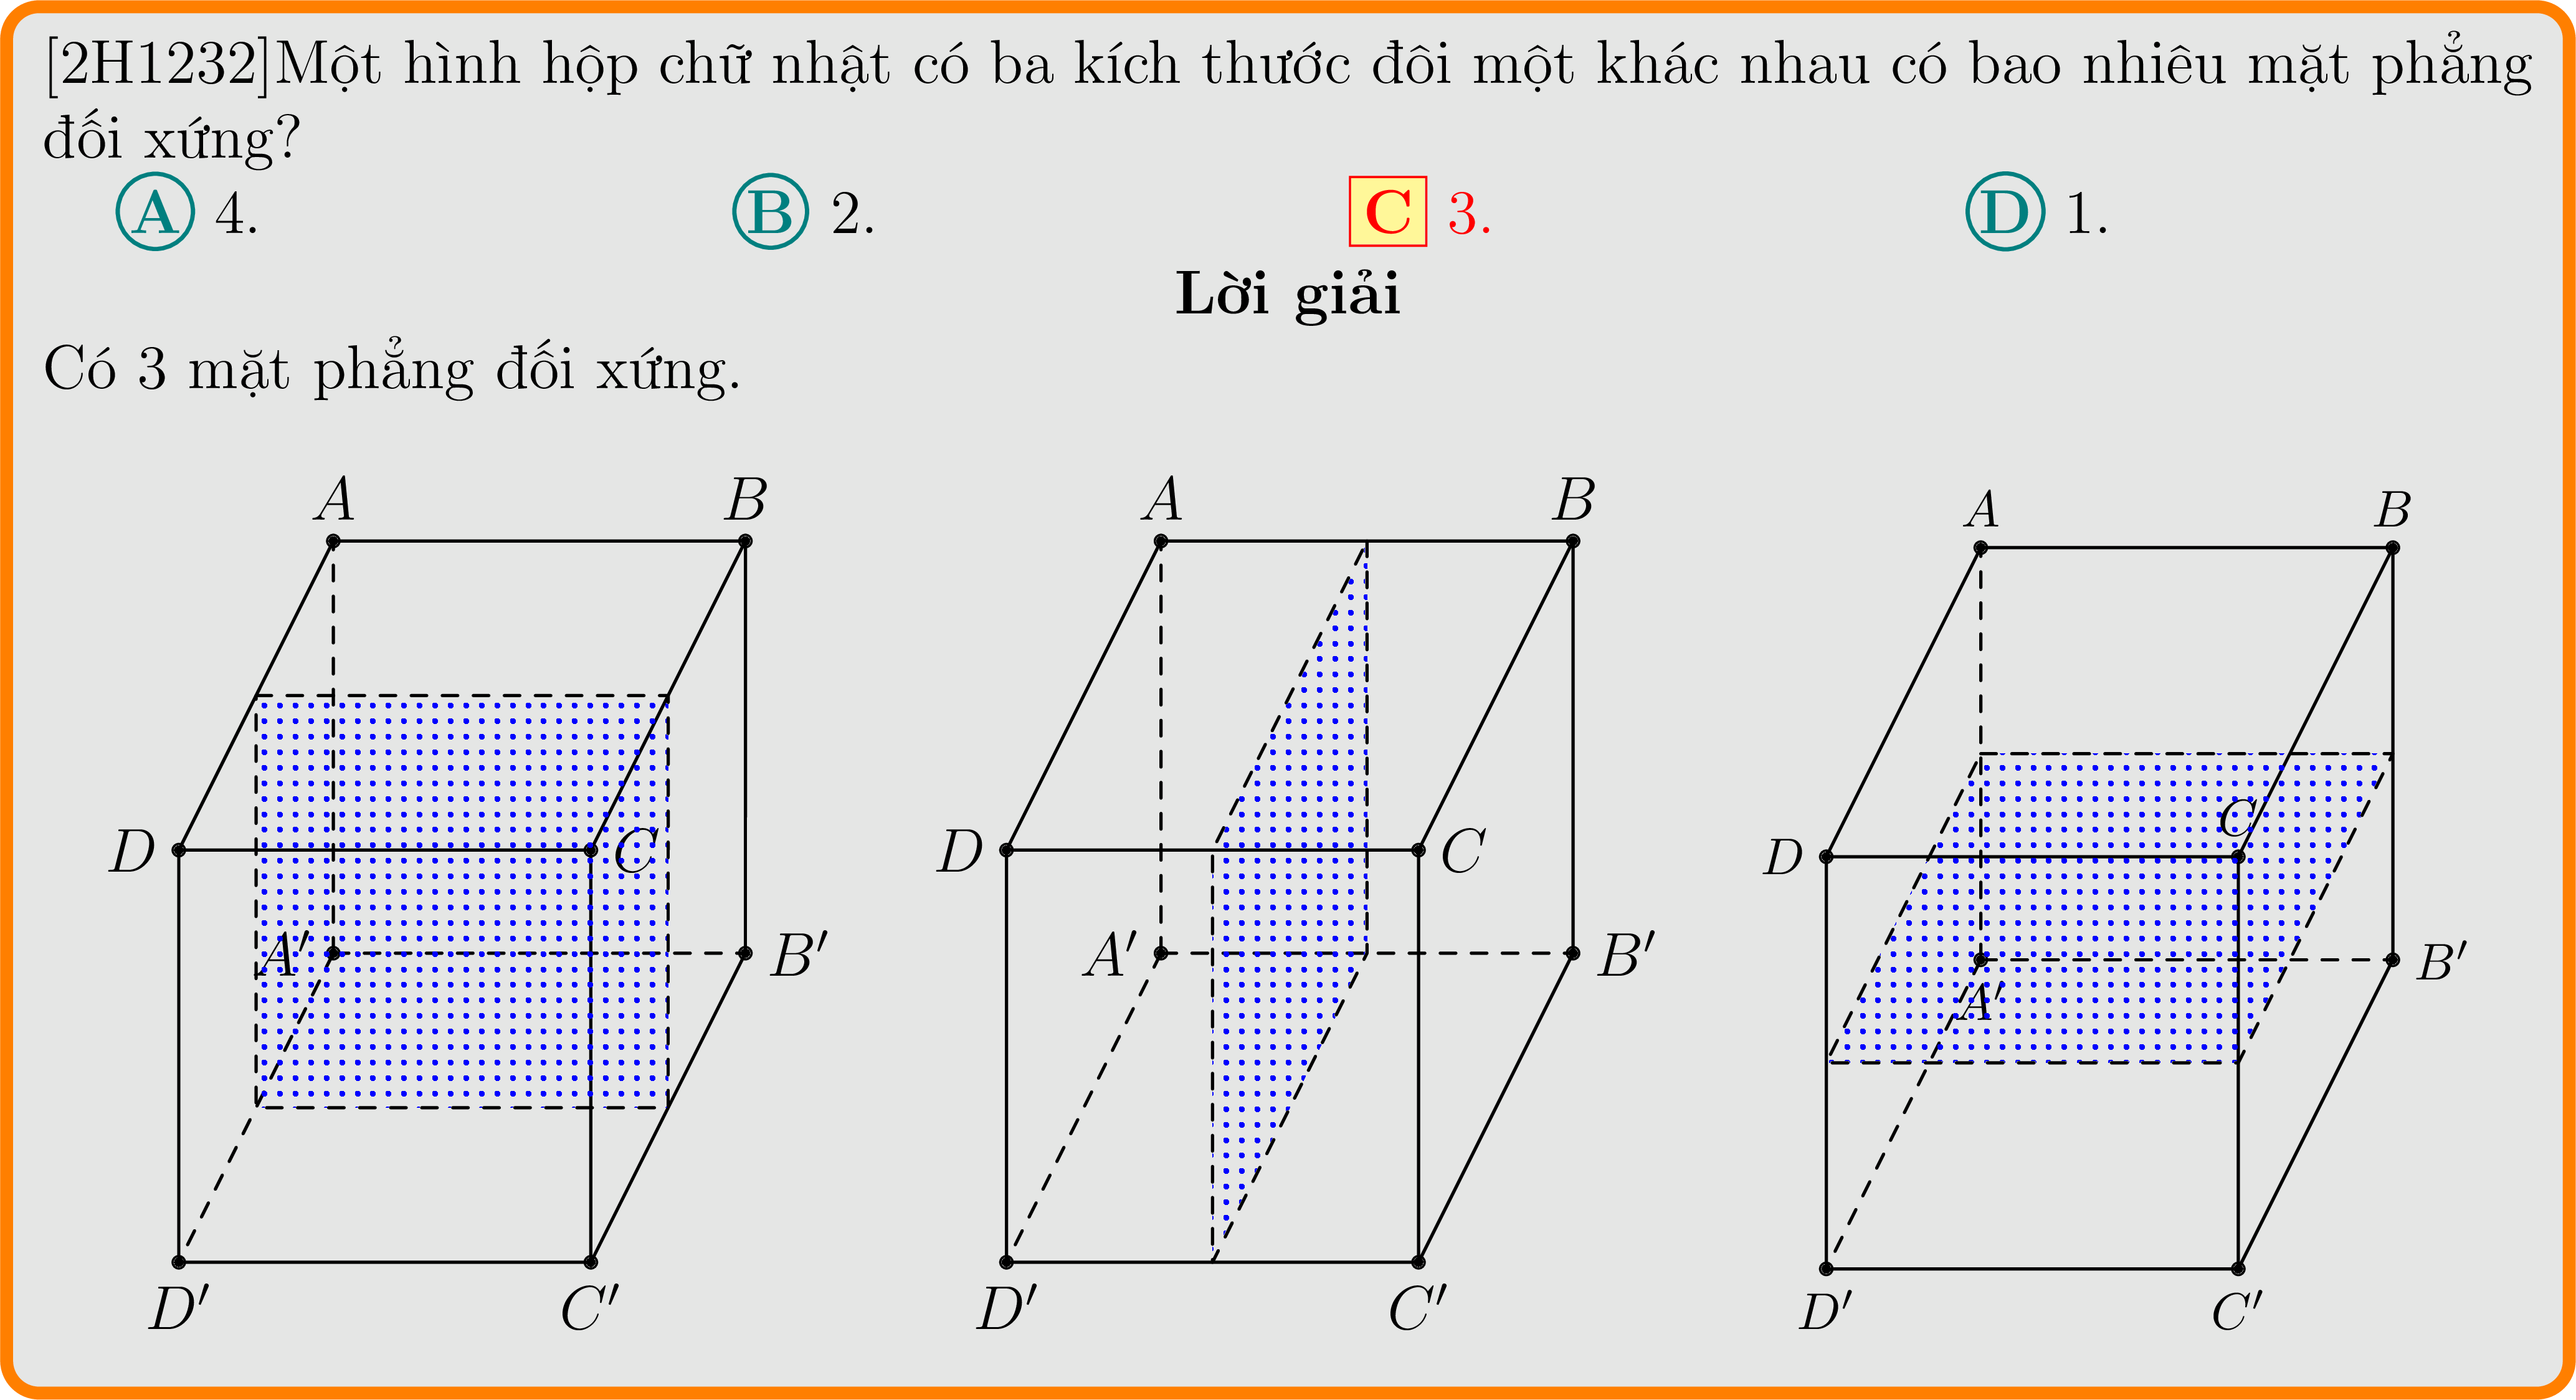 [2H1232]Một hình hộp chữ nhật có ba kích thước đôi một khác nhau có bao nhiêu mặt phẳng
đối xứng?
A 4. B 2. C 3. D 1.
Lời giải
Có 3 mặt phẳng đối xứng.
A B A B A B
D C D C D C
A′ B′ A′ B′ A′ B′
D′ C′ D′ C′ D′ C′